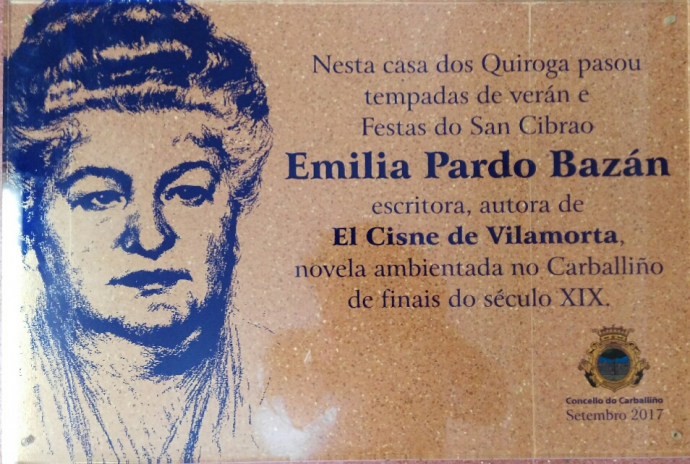 Nesta casa dos Quiroga pasou
tempadas de verán e
Festas do San Cibrao
Emilia Pardo Bazán
escritora, autora de
El Cisne de Vilamorta,
novela ambientada no Carballiño
de finais do século XIX.
Concello do Carballiño
Setembro 2017